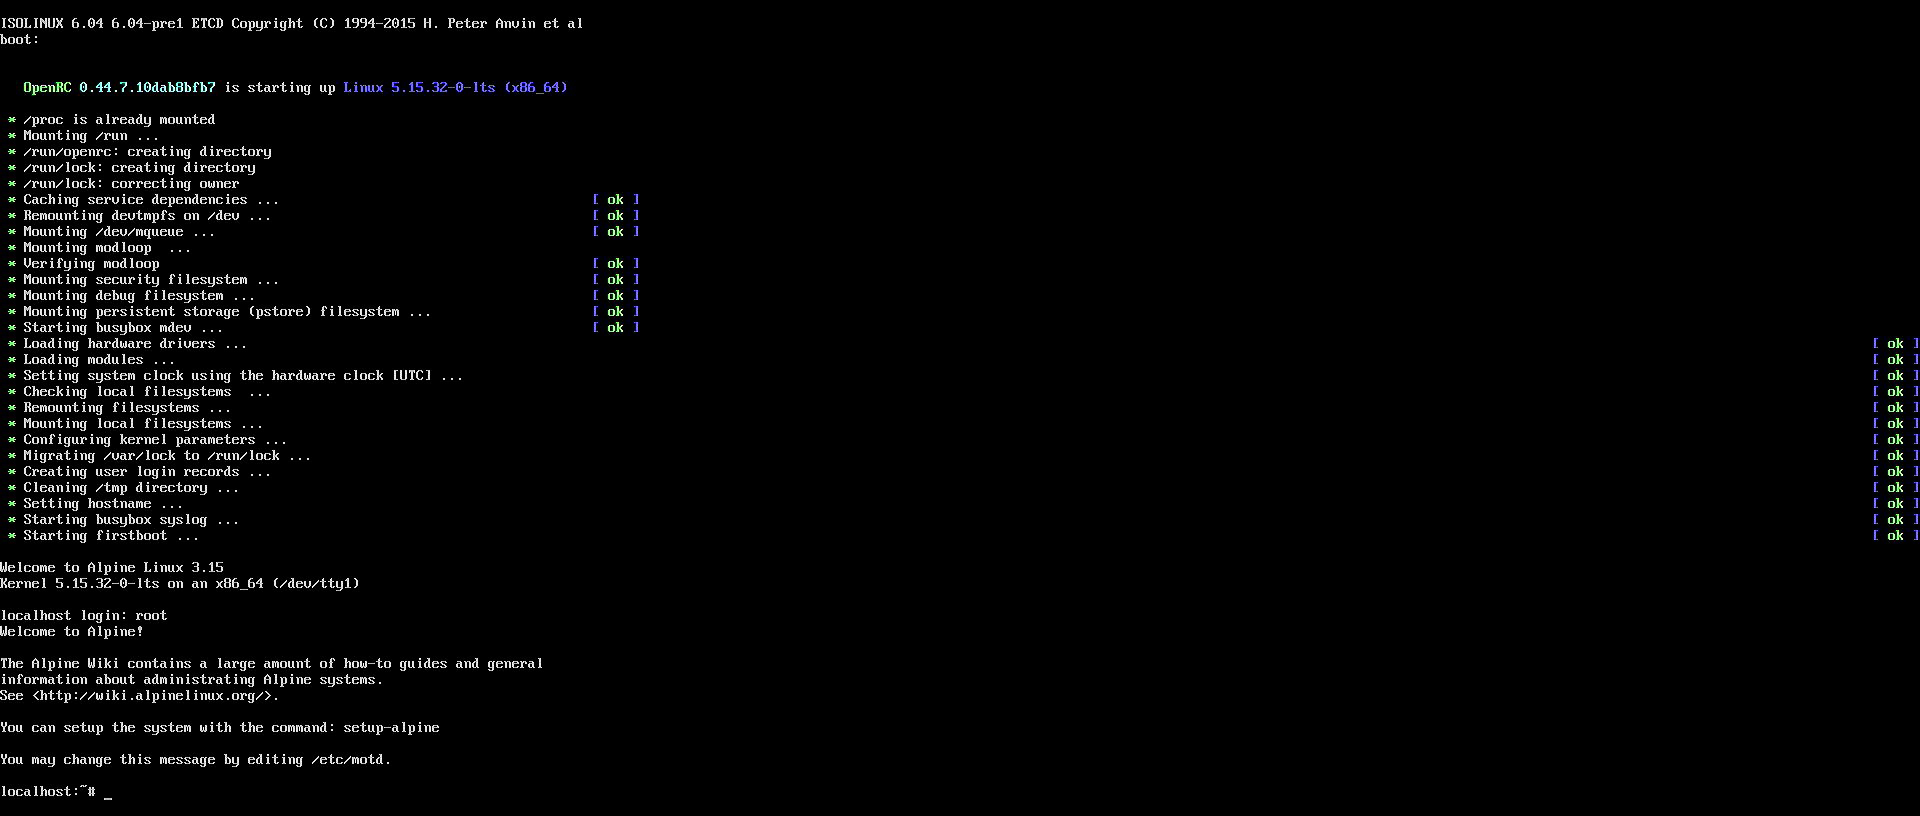 ISOLINUX 6.04 6.04-pre1 ETCD Copyright (C) 1994-2015 H. Peter Anvin et al
boot:
OpenRC 0.44.7.10dab8bfb7 is starting up Linux 5.15.32-0-lts (x86_64)
* /proc is already mounted
* Mounting /run ...
* /run/openrc: creating directory
* /run/lock: creating directory
* /run/lock: correcting owner
* Caching service dependencies ... [ ok ]
* Remounting devtmpfs on /dev ... [ ok ]
* Mounting /dev/mqueue ... [ ok ]
* Mounting modloop  ...
* Verifying modloop [ ok ]
* Mounting security filesystem ... [ ok ]
* Mounting debug filesystem ... [ ok ]
* Mounting persistent storage (pstore) filesystem ... [ ok ]
* Starting busybox mdev ... [ ok ]
* Loading hardware drivers ... [ ok ]
* Loading modules ... [ ok ]
* Setting system clock using the hardware clock [UTC] ... [ ok ]
* Checking local filesystems  ... [ ok ]
* Remounting filesystems ... [ ok ]
* Mounting local filesystems ... [ ok ]
* Configuring kernel parameters ... [ ok ]
* Migrating /var/lock to /run/lock ... [ ok ]
* Creating user login records ... [ ok ]
* Cleaning /tmp directory ... [ ok ]
* Setting hostname ... [ ok ]
* Starting busybox syslog ... [ ok ]
* Starting firstboot ... [ ok ]
Welcome to Alpine Linux 3.15
Kernel 5.15.32-0-lts on an x86_64 (/dev/tty1)
localhost login: root
Welcome to Alpine!
The Alpine Wiki contains a large amount of how-to guides and general
information about administrating Alpine systems.
See <http://wiki.alpinelinux.org/>.
You can setup the system with the command: setup-alpine
You may change this message by editing /etc/motd.
localhost:~# _